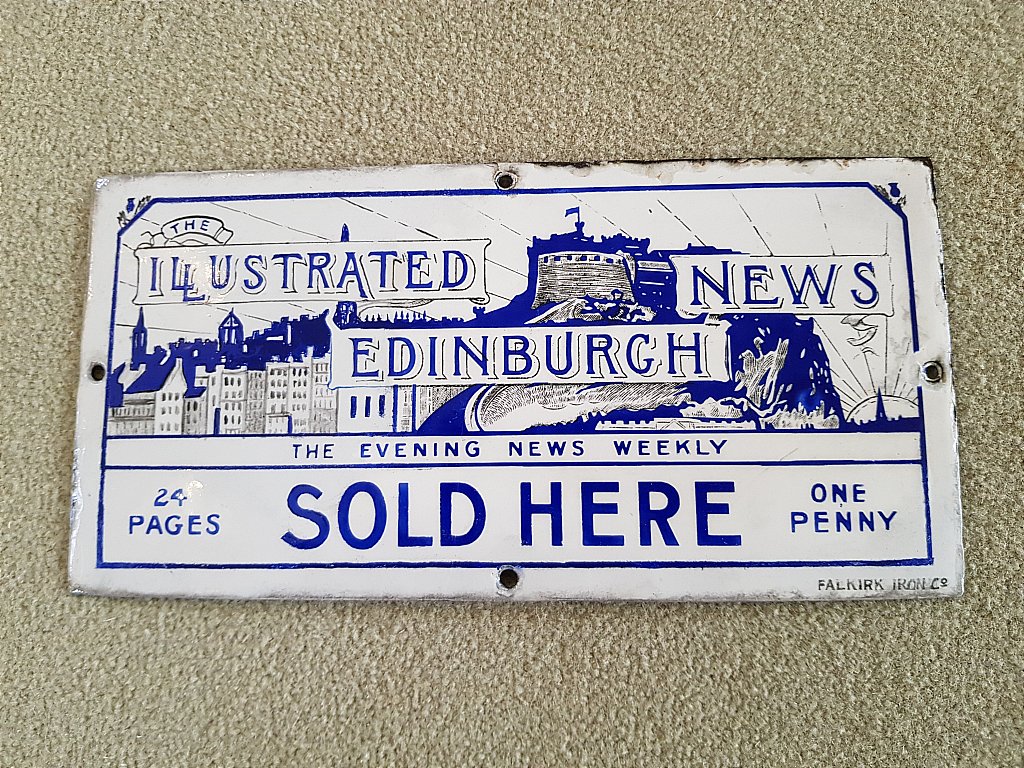 THE
ILLUSTRATED NEWS
EDINBURGH
THE EVENING NEWS WEEKLY
24 PAGES
SOLD HERE
ONE PENNY
FALKIRK IRON Cº